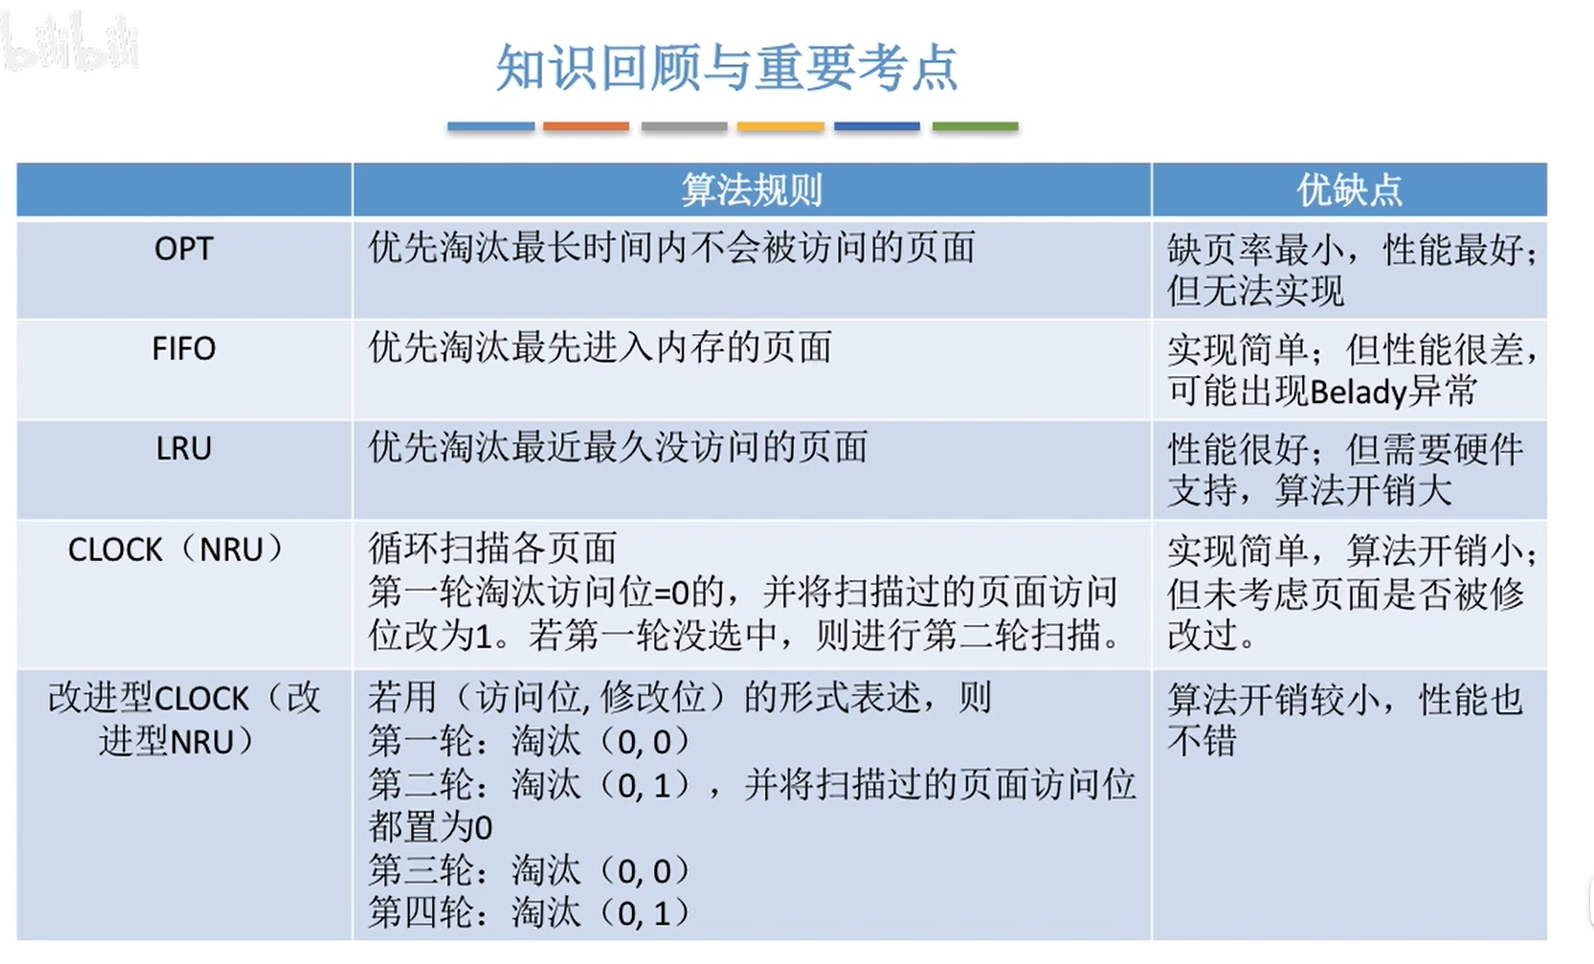 bilibili
知识回顾与重要考点
算法规则
优缺点
OPT
优先淘汰最长时间内不会被访问的页面
缺页率最小，性能最好；
但无法实现
FIFO
优先淘汰最先进入内存的页面
实现简单；但性能很差，
可能出现Belady异常
LRU
优先淘汰最近最久没访问的页面
性能很好；但需要硬件
支持，算法开销大
CLOCK（NRU）
循环扫描各页面
第一轮淘汰访问位=0的，并将扫描过的页面访问
位改为1。若第一轮没选中，则进行第二轮扫描。
实现简单，算法开销小；
但未考虑页面是否被修
改过。
改进型CLOCK（改
进型NRU）
若用（访问位, 修改位）的形式表述，则
第一轮：淘汰（0, 0）
第二轮：淘汰（0, 1），并将扫描过的页面访问位
都置为0
第三轮：淘汰（0, 0）
第四轮：淘汰（0, 1）
算法开销较小，性能也
不错